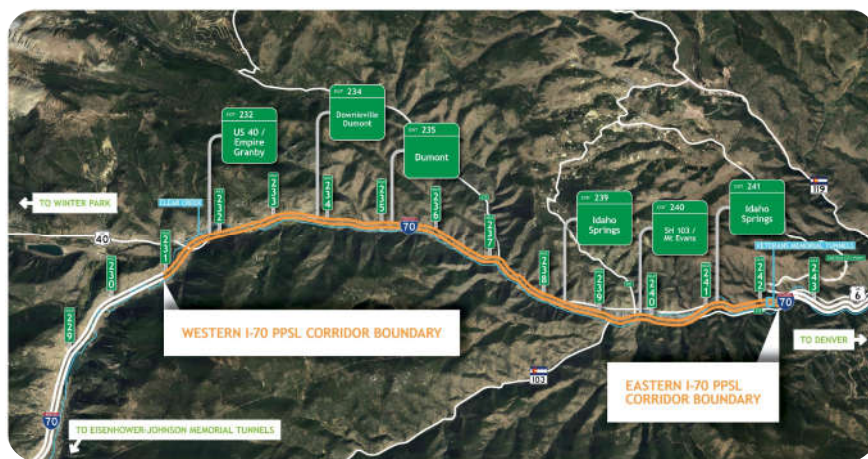 EXIT 232
US 40 /
Empire
Granby
EXIT 234
Downieville
Dumont
EXIT 235
Dumont
EXIT 239
Idaho
Springs
EXIT 240
SH 103 /
Mt Evans
EXIT 241
Idaho
Springs
119
TO WINTER PARK
CLEAR CREEK
VETERANS MEMORIAL TUNNELS
40
229
230
231
232
233
234
235
70
236
237
238
239
240
241
242
70
243
6
WESTERN I-70 PPSL CORRIDOR BOUNDARY
TO DENVER
EASTERN I-70 PPSL
CORRIDOR BOUNDARY
103
70
TO EISENHOWER-JOHNSON MEMORIAL TUNNELS